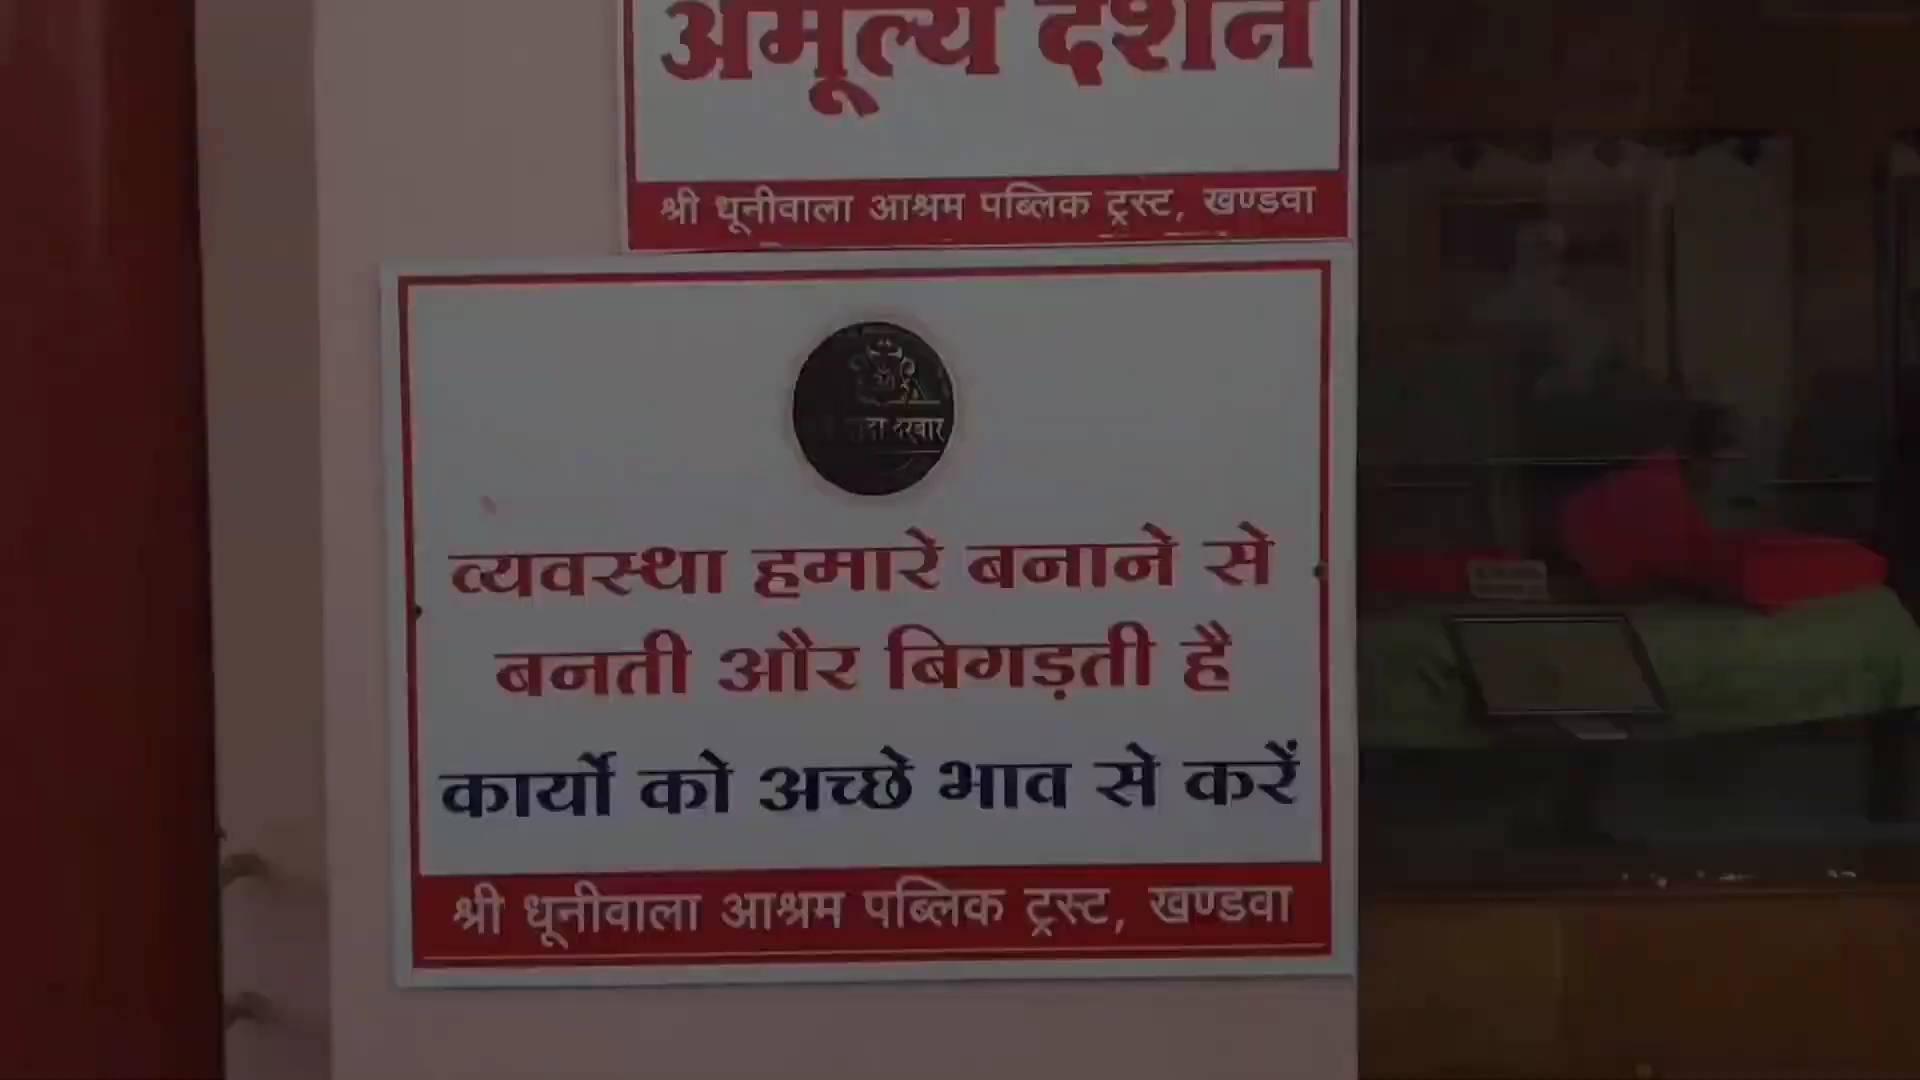 अमूल्य दर्शन
श्री धूनीवाला आश्रम पब्लिक ट्रस्ट, खण्डवा
दरबार
व्यवस्था हमारे बनाने से
बनती और बिगड़ती है
कार्यो को अच्छे भाव से करें
श्री धूनीवाला आश्रम पब्लिक ट्रस्ट, खण्डवा